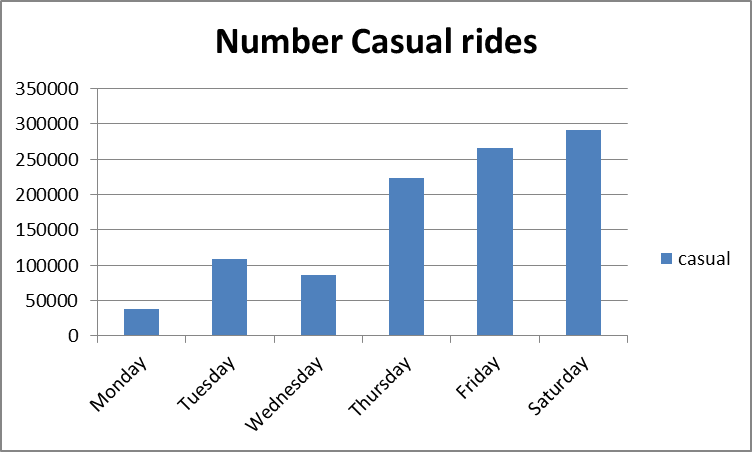 Number Casual rides
350000
300000
250000
200000
150000
100000
50000
0
Monday
Tuesday
Wednesday
Thursday
Friday
Saturday
casual